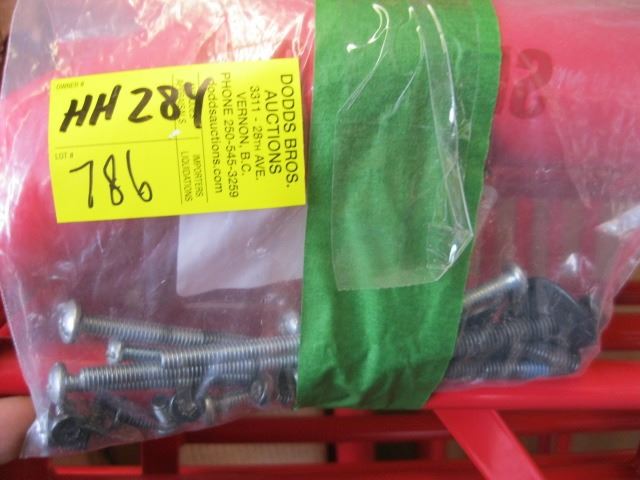 OWNER #
HH 284
LOT #
786
DODDS BROS.
AUCTIONS
3311 - 28TH AVE.
VERNON, B.C.
PHONE 250-545-3259
doddsauctions.com
IMPORTERS
LIQUIDATIONS